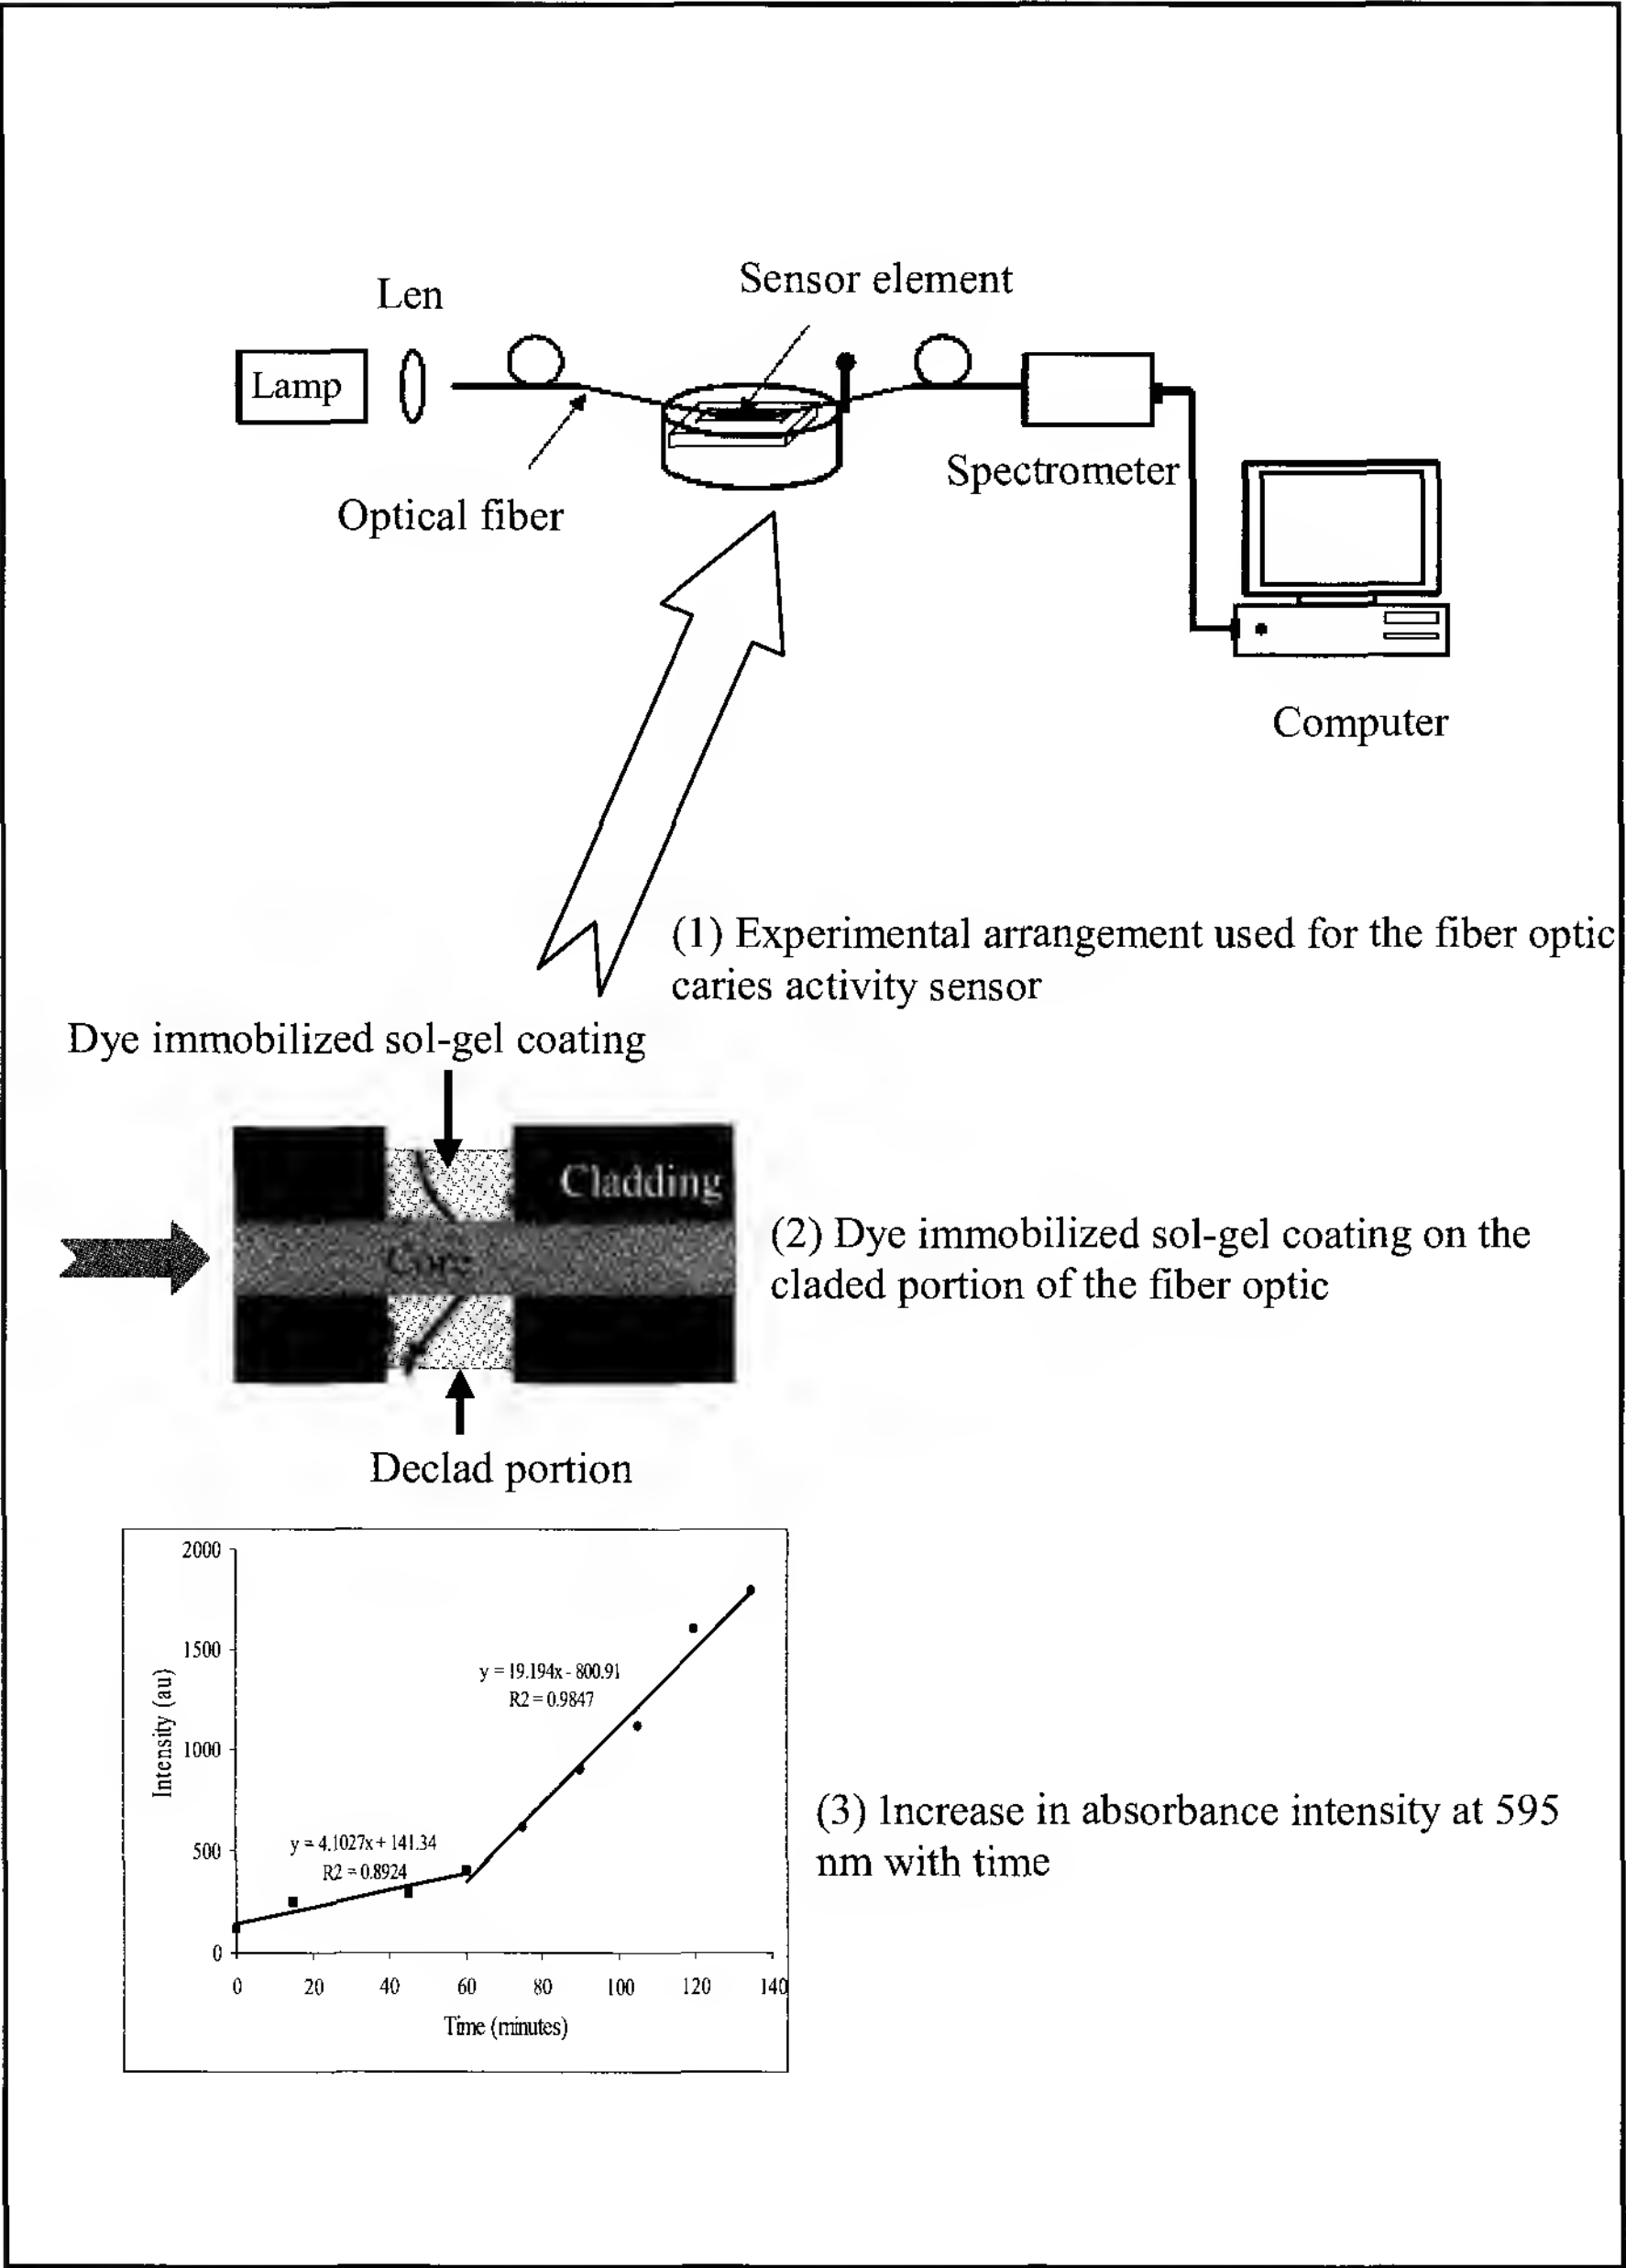 Sensor element
Len
Lamp
Spectrometer
Optical fiber
Computer
(1) Experimental arrangement used for the fiber optic
caries activity sensor
Dye immobilized sol-gel coating
Cladding
Core
(2) Dye immobilized sol-gel coating on the
claded portion of the fiber optic
Declad portion
2000
1500
1000
500
0
Intensity (au)
y = 19.194x - 800.91
R2 = 0.9847
y = 4.1027x + 141.34
R2 = 0.8924
0 20 40 60 80 100 120 140
Time (minutes)
(3) Increase in absorbance intensity at 595
nm with time